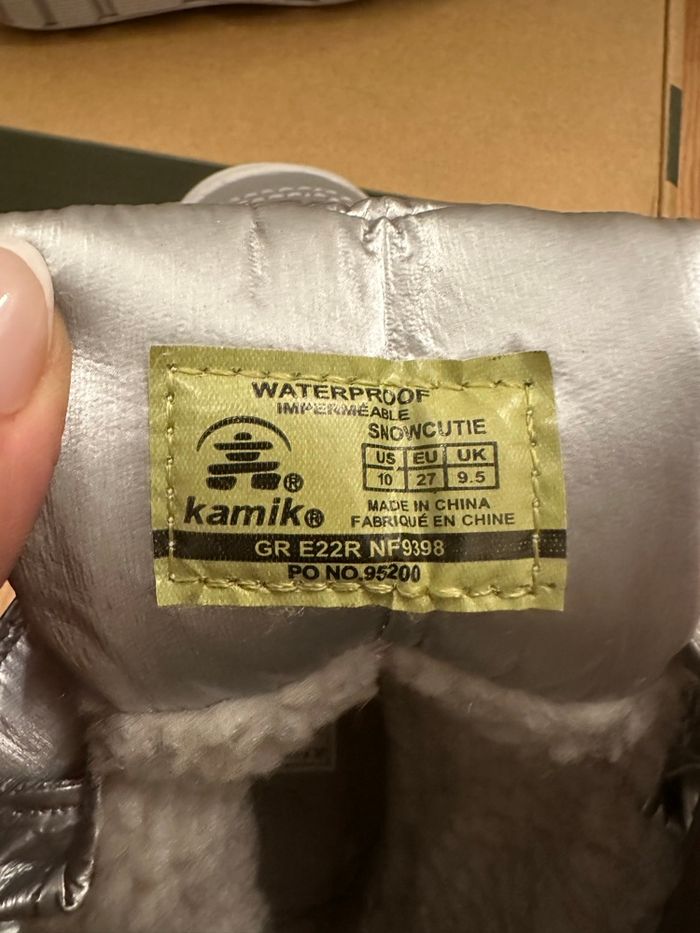 WATERPROOF
IMPERMÉABLE
SNOWCUTIE
US EU UK
10 27 9.5
kamik®
MADE IN CHINA
FABRIQUÉ EN CHINE
GR E22R NF9398
PO NO.95200